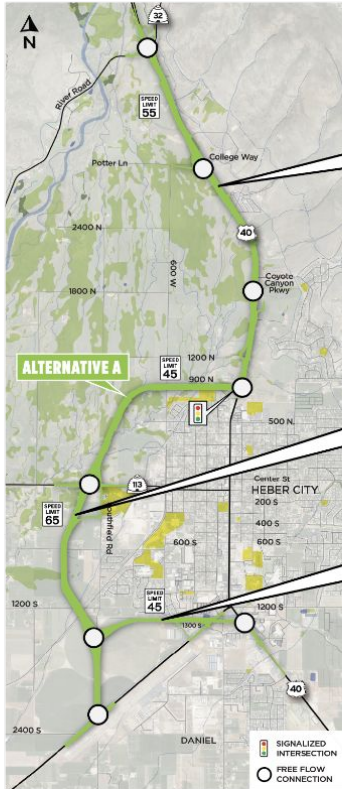 N
32
River Road
SPEED
LIMIT
55
Potter Ln
College Way
2400 N
40
600 W
Coyote
Canyon
Pkwy
1800 N
1200 N
SPEED
LIMIT
45
900 N
ALTERNATIVE A
500 N.
113
Center St
HEBER CITY
200 S
SPEED
LIMIT
65
Southfield Rd
400 S
600 S
600 S
SPEED
LIMIT
45
1200 S
1200 S
1300 S
40
2400 S
DANIEL
SIGNALIZED
INTERSECTION
FREE FLOW
CONNECTION